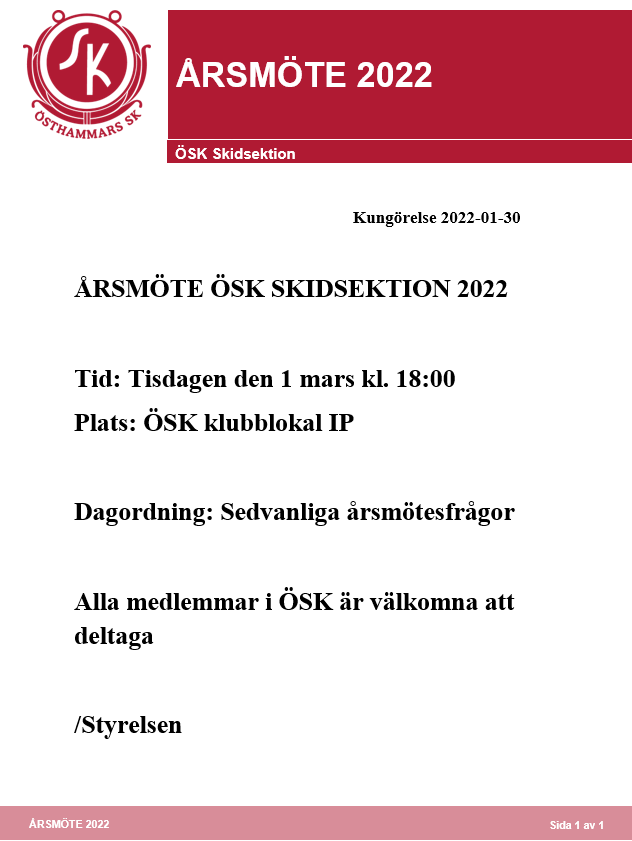 SK
ÖSTHAMMARS SK
ÅRSMÖTE 2022
ÖSK Skidsektion
Kungörelse 2022-01-30
ÅRSMÖTE ÖSK SKIDSEKTION 2022
Tid: Tisdagen den 1 mars kl. 18:00
Plats: ÖSK klubblokal IP
Dagordning: Sedvanliga årsmötesfrågor
Alla medlemmar i ÖSK är välkomna att
deltaga
/Styrelsen
ÅRSMÖTE 2022
Sida 1 av 1